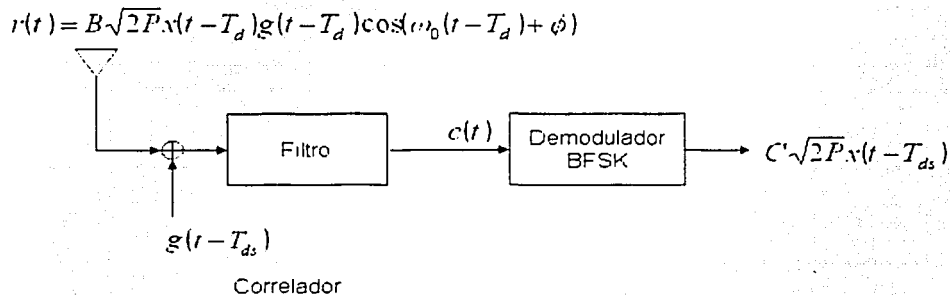 r(t) = B√2P x(t − T_d)g(t − T_d)cos(ω_0(t − T_d) + ϕ)
Filtro
c(t)
Demodulador
BFSK
C√2P x(t − T_ds)
g(t − T_ds)
Correlador